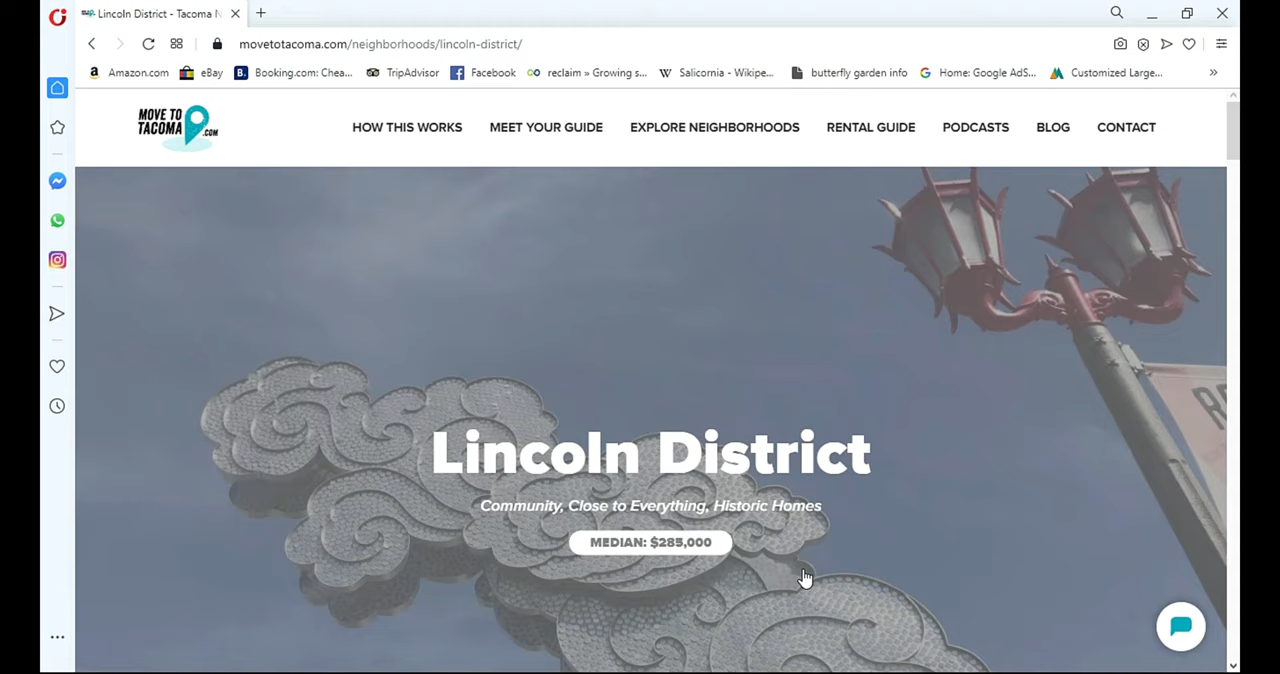 Lincoln District - Tacoma N
movetotacoma.com/neighborhoods/lincoln-district/
a Amazon.com
eBay
B. Booking.com: Chea...
TripAdvisor
Facebook
reclaim » Growing s...
W Salicornia - Wikipe...
butterfly garden info
G Home: Google AdS...
Customized Large...
»
MOVE TO
TACOMA
.COM
HOW THIS WORKS
MEET YOUR GUIDE
EXPLORE NEIGHBORHOODS
RENTAL GUIDE
PODCASTS
BLOG
CONTACT
Lincoln District
Community, Close to Everything, Historic Homes
MEDIAN: $285,000